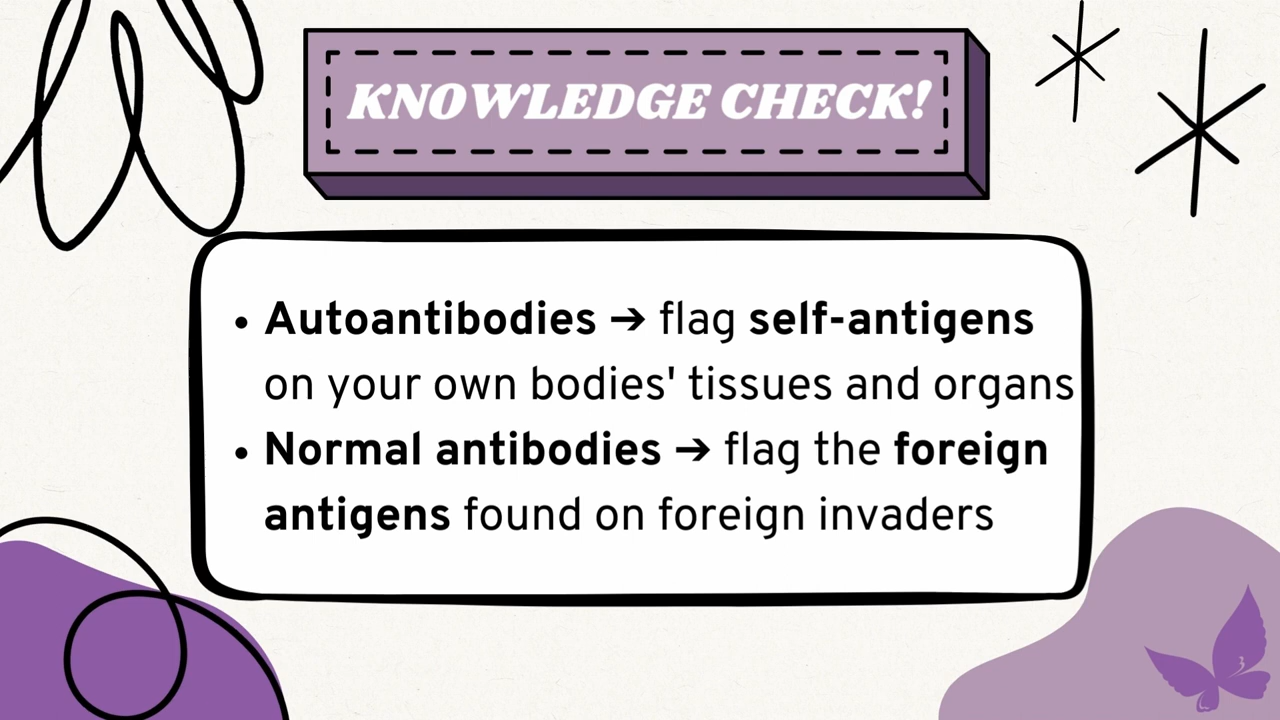 KNOWLEDGE CHECK!
• Autoantibodies ➔ flag self-antigens
on your own bodies' tissues and organs
• Normal antibodies ➔ flag the foreign
antigens found on foreign invaders